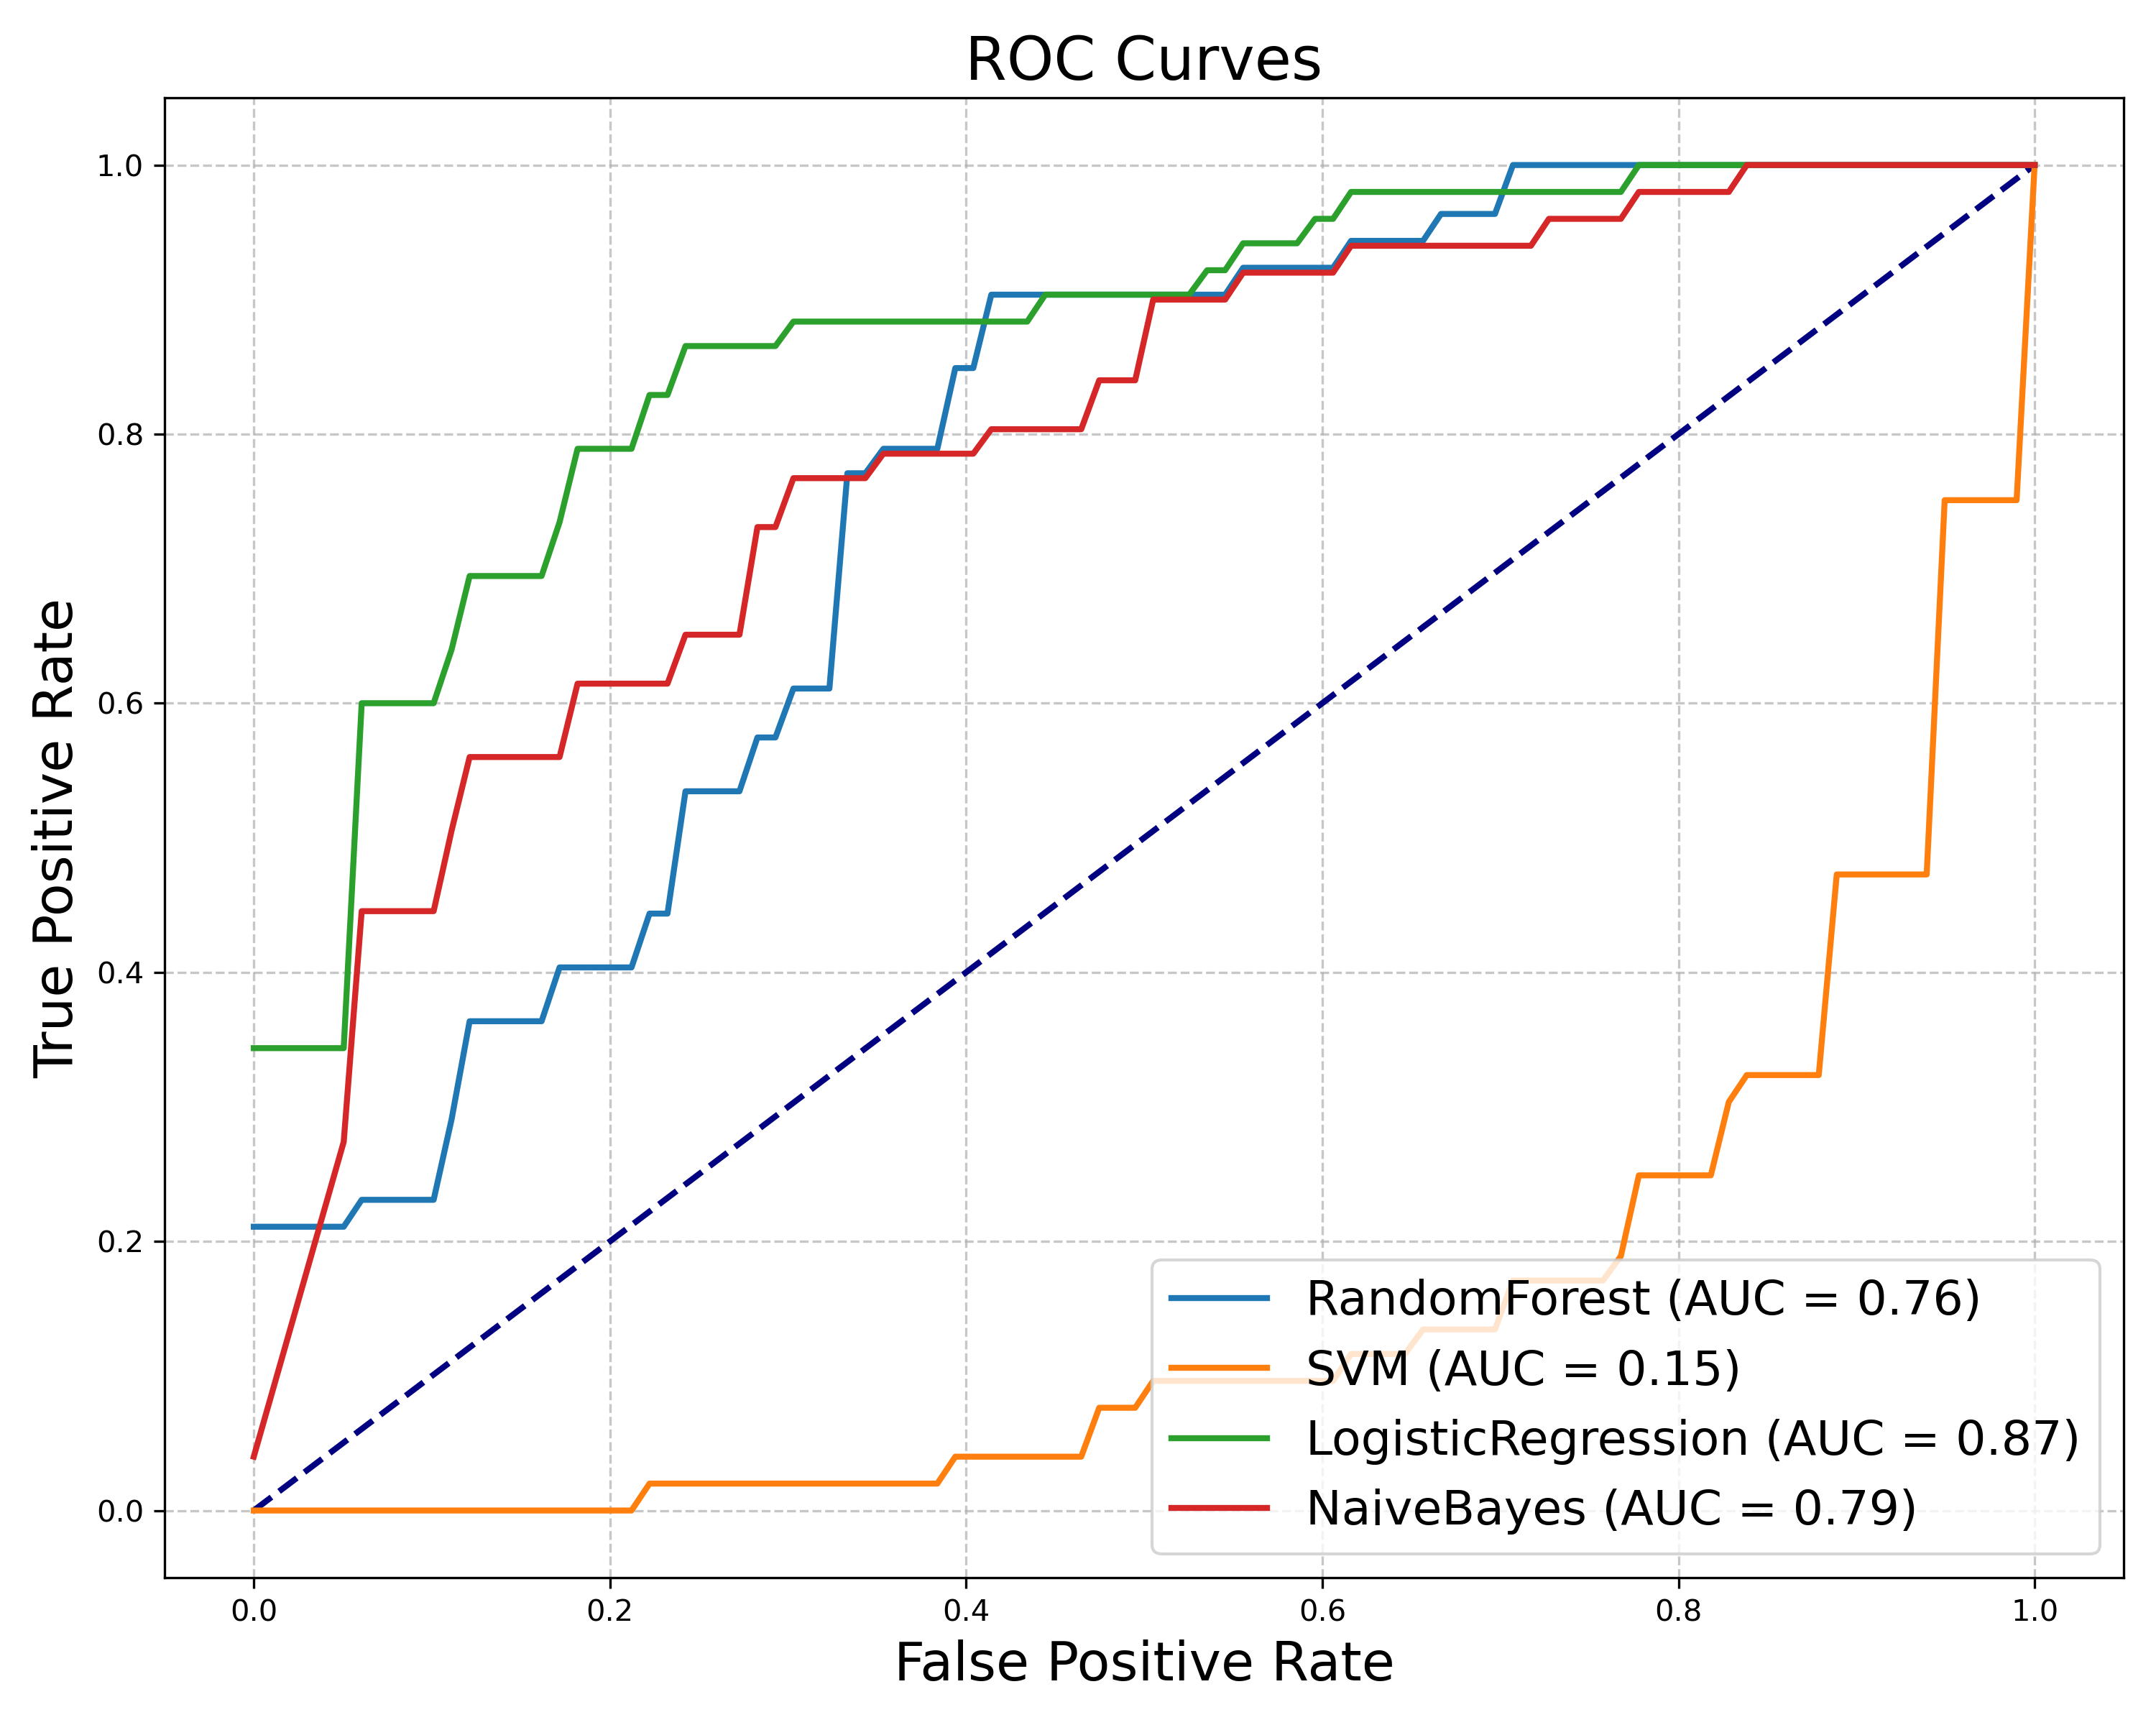 ROC Curves
1.0
0.8
0.6
0.4
0.2
0.0
True Positive Rate
RandomForest (AUC = 0.76)
SVM (AUC = 0.15)
LogisticRegression (AUC = 0.87)
NaiveBayes (AUC = 0.79)
0.0 0.2 0.4 0.6 0.8 1.0
False Positive Rate